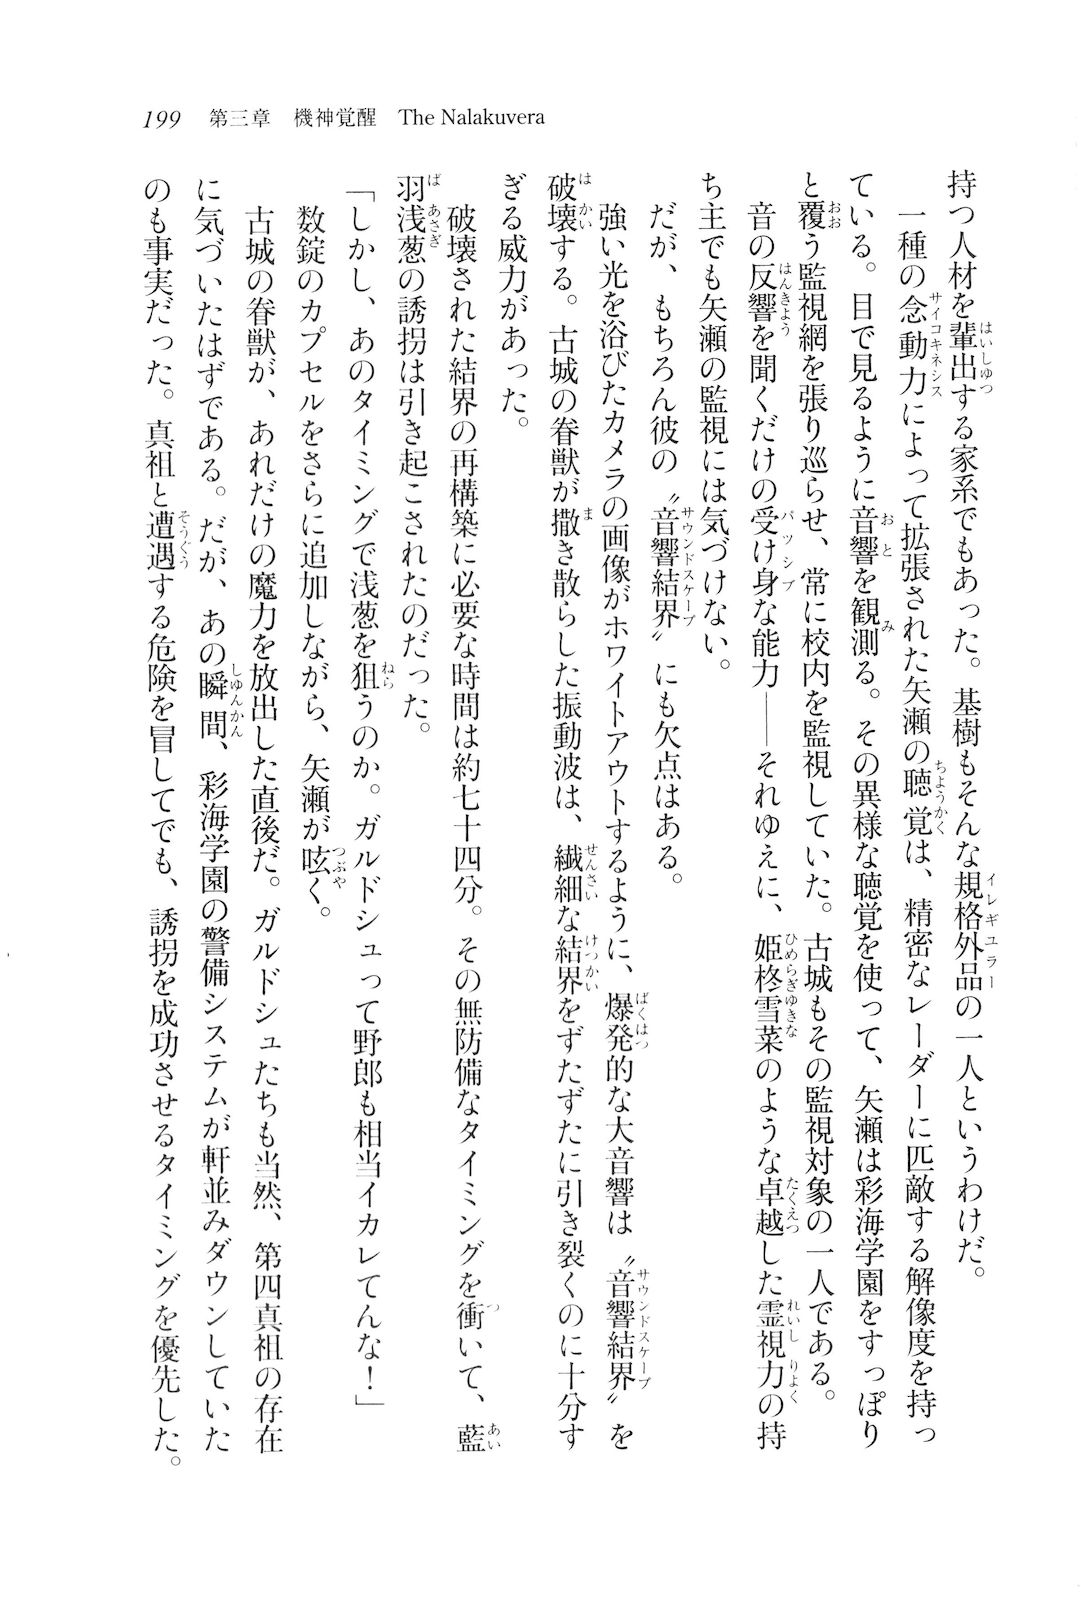 199　第三章　機神覚醒　The Nalakuvera
持つ人材を輩出する家系でもあった。基樹もそんな規格外品の一人というわけだ。
一種の念動力によって拡張された矢瀬の聴覚は、精密なレーダーに匹敵する解像度を持っ
ている。目で見るように音響を観測る。その異様な聴覚を使って、矢瀬は彩海学園をすっぽり
と覆う監視網を張り巡らせ、常に校内を監視していた。古城もその監視対象の一人である。
音の反響を聞くだけの受け身な能力――それゆえに、姫柊雪菜のような卓越した霊視力の持
ち主でも矢瀬の監視には気づけない。
だが、もちろん彼の〝音響結界〟にも欠点はある。
強い光を浴びたカメラの画像がホワイトアウトするように、爆発的な大音響は〝音響結界〟を
破壊する。古城の眷獣が撒き散らした振動波は、繊細な結界をずたずたに引き裂くのに十分す
ぎる威力があった。
破壊された結界の再構築に必要な時間は約七十四分。その無防備なタイミングを衝いて、藍
羽浅葱の誘拐は引き起こされたのだった。
「しかし、あのタイミングで浅葱を狙うのか。ガルドシュって野郎も相当イカレてんな！」
数錠のカプセルをさらに追加しながら、矢瀬が呟く。
古城の眷獣が、あれだけの魔力を放出した直後だ。ガルドシュたちも当然、第四真祖の存在
に気づいたはずである。だが、あの瞬間、彩海学園の警備システムが軒並みダウンしていた
のも事実だった。真祖と遭遇する危険を冒してでも、誘拐を成功させるタイミングを優先した。